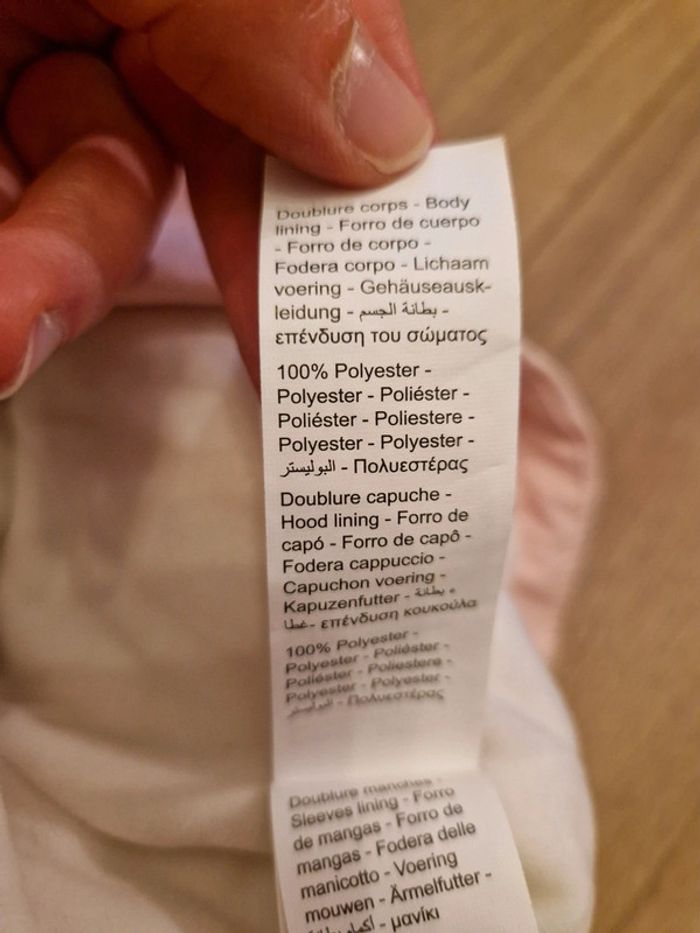 Doublure corps - Body
lining - Forro de cuerpo
- Forro de corpo -
Fodera corpo - Lichaam
voering - Gehäuseausk-
leidung - بطانة الجسم -
επένδυση του σώματος
100% Polyester -
Polyester - Poliéster -
Poliéster - Poliestere -
Polyester - Polyester -
البوليستر - Πολυεστέρας
Doublure capuche -
Hood lining - Forro de
capó - Forro de capô -
Fodera cappuccio -
Capuchon voering -
Kapuzenfutter - بطانة
غطا- επένδυση κουκούλα
100% Polyester -
Polyester - Poliéster -
Poliéster - Poliestere -
Polyester - Polyester -
البوليستر - Πολυεστέρας
Doublure manches -
Sleeves lining - Forro
de mangas - Forro de
mangas - Fodera delle
manicotto - Voering
mouwen - Ärmelfutter -
أكمام بطانة - μανίκι